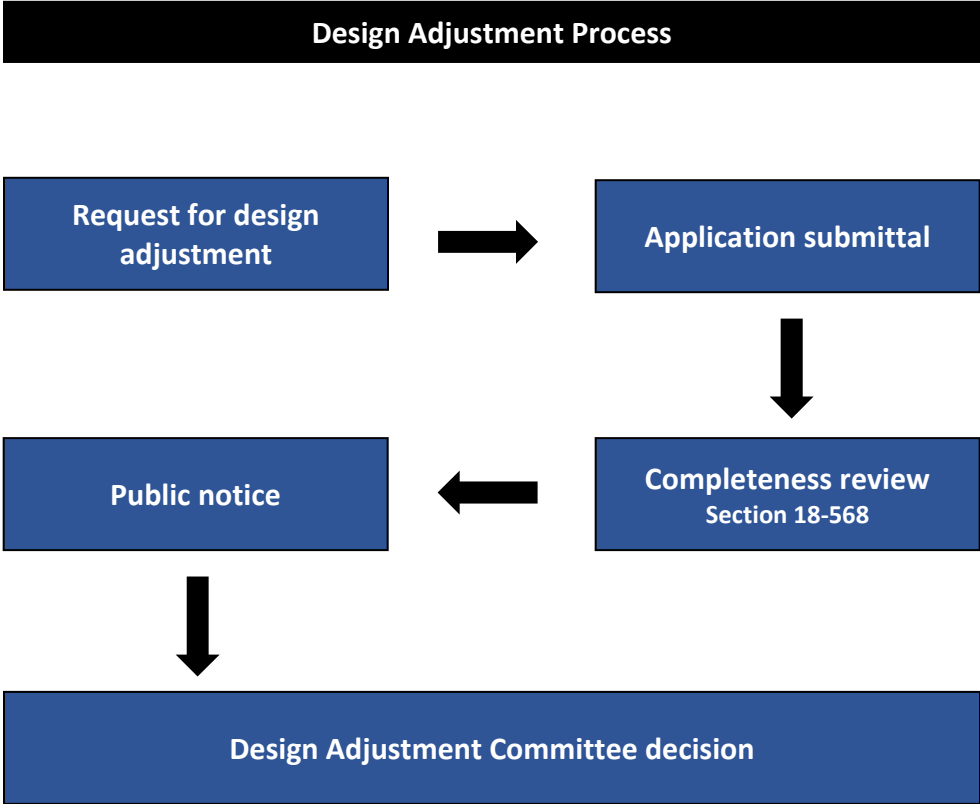 Design Adjustment Process
Request for design
adjustment
Application submittal
Completeness review
Section 18-568
Public notice
Design Adjustment Committee decision